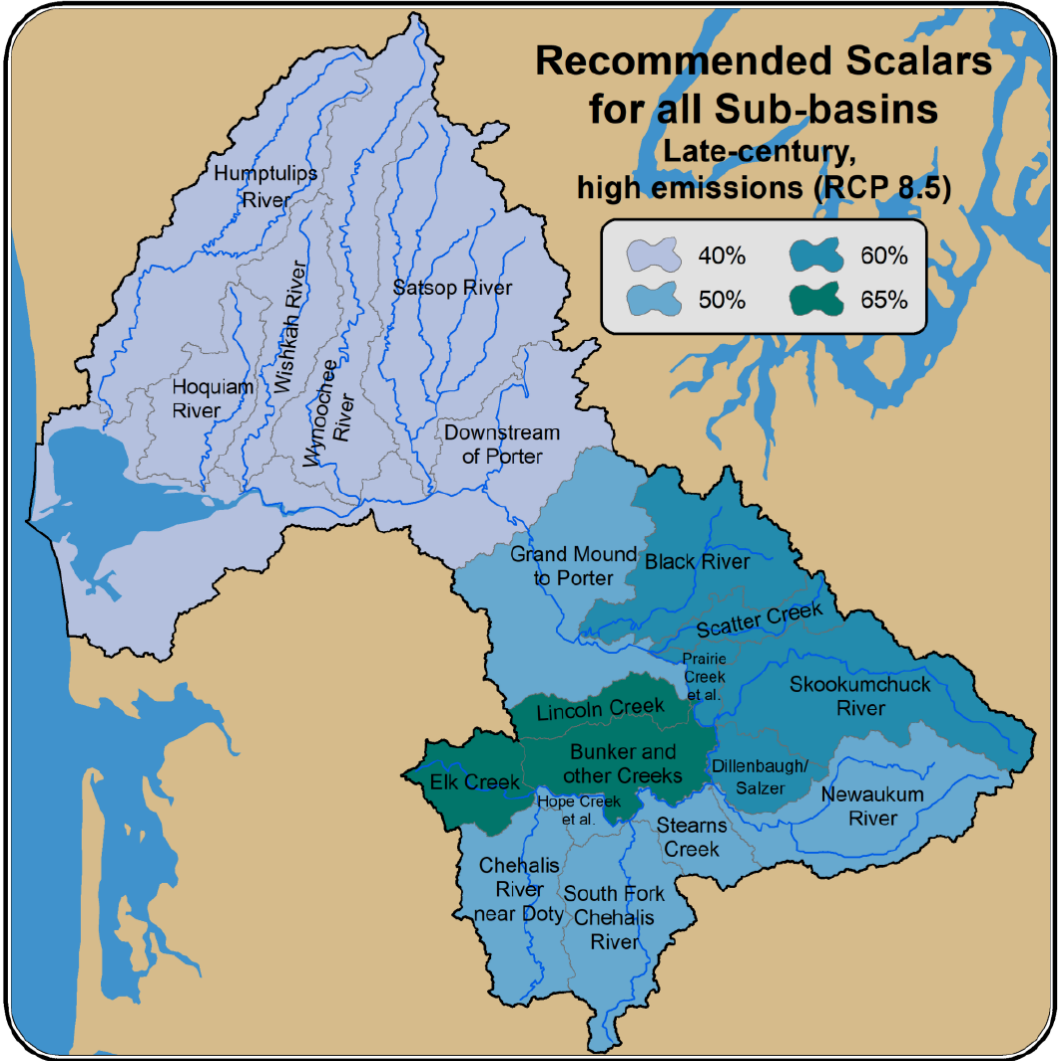 Recommended Scalars
for all Sub-basins
Late-century,
high emissions (RCP 8.5)
40%
60%
50%
65%
Humptulips
River
Wishkah River
Satsop River
Hoquiam
River
Wynoochee
River
Downstream
of Porter
Grand Mound
to Porter
Black River
Scatter Creek
Prairie
Creek
et al.
Skookumchuck
River
Lincoln Creek
Bunker and
other Creeks
Elk Creek
Dillenbaugh/
Salzer
Hope Creek
et al.
Newaukum
River
Stearns
Creek
Chehalis
River
near Doty
South Fork
Chehalis
River